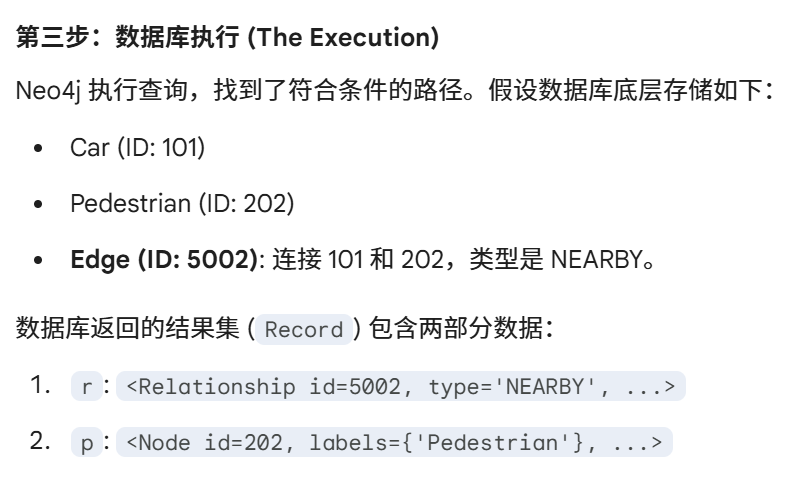 第三步：数据库执行 (The Execution)
Neo4j 执行查询，找到了符合条件的路径。假设数据库底层存储如下：
• Car (ID: 101)
• Pedestrian (ID: 202)
• Edge (ID: 5002): 连接 101 和 202，类型是 NEARBY。
数据库返回的结果集 ( Record ) 包含两部分数据：
1. r : <Relationship id=5002, type='NEARBY', ...>
2. p : <Node id=202, labels={'Pedestrian'}, ...>